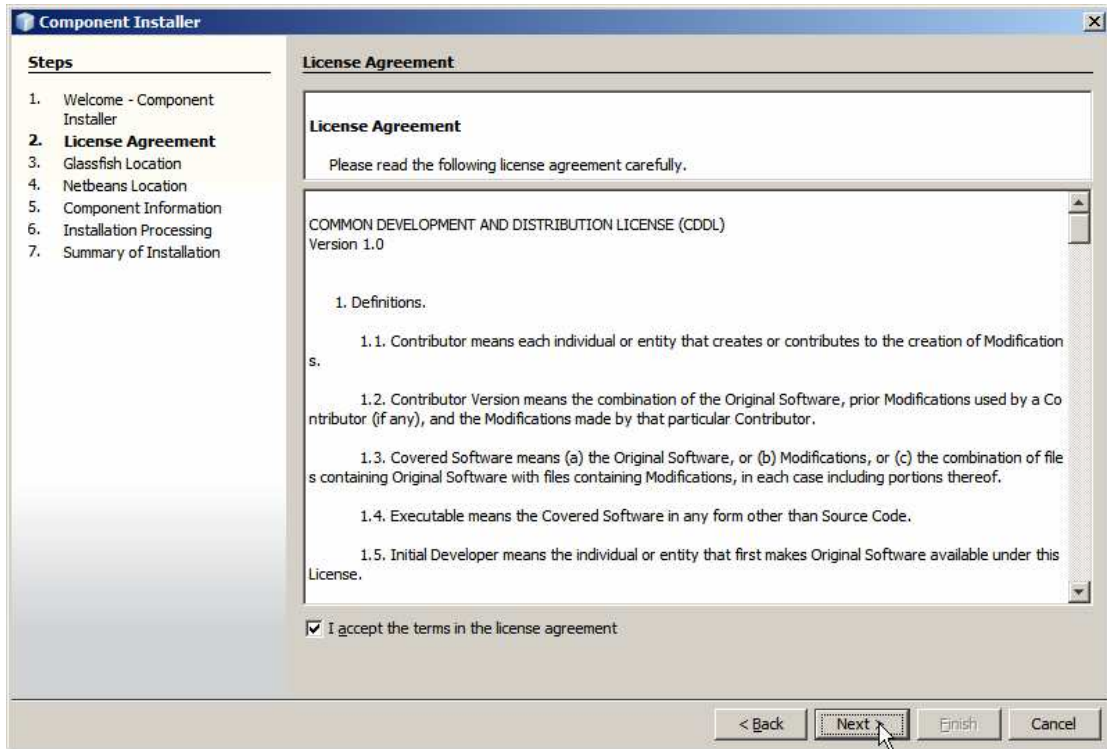 Component Installer
Steps
1. Welcome - Component
Installer
2. License Agreement
3. Glassfish Location
4. Netbeans Location
5. Component Information
6. Installation Processing
7. Summary of Installation
License Agreement
License Agreement
Please read the following license agreement carefully.
COMMON DEVELOPMENT AND DISTRIBUTION LICENSE (CDDL)
Version 1.0
1. Definitions.
1.1. Contributor means each individual or entity that creates or contributes to the creation of Modification
s.
1.2. Contributor Version means the combination of the Original Software, prior Modifications used by a Co
ntributor (if any), and the Modifications made by that particular Contributor.
1.3. Covered Software means (a) the Original Software, or (b) Modifications, or (c) the combination of file
s containing Original Software with files containing Modifications, in each case including portions thereof.
1.4. Executable means the Covered Software in any form other than Source Code.
1.5. Initial Developer means the individual or entity that first makes Original Software available under this
License.
I accept the terms in the license agreement
< Back Next > Finish Cancel